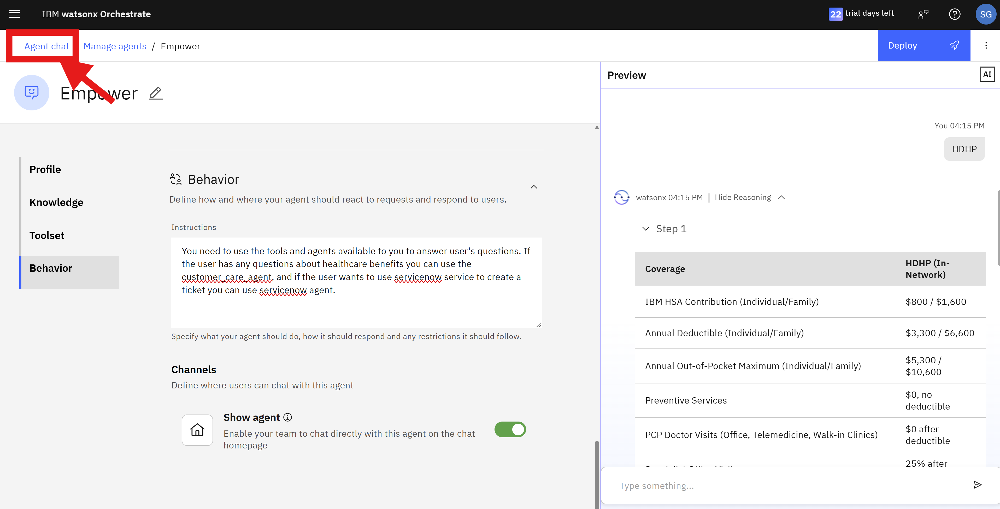 IBM watsonx Orchestrate
22 trial days left
SG
Agent chat
Manage agents / Empower
Deploy
Empower
Preview
AI
Profile
Knowledge
Toolset
Behavior
Behavior
Define how and where your agent should react to requests and respond to users.
Instructions
You need to use the tools and agents available to you to answer user's questions. If
the user has any questions about healthcare benefits you can use the
customer_care_agent, and if the user wants to use servicenow service to create a
ticket you can use servicenow agent.
Specify what your agent should do, how it should respond and any restrictions it should follow.
Channels
Define where users can chat with this agent
Show agent
Enable your team to chat directly with this agent on the chat
homepage
You 04:15 PM
HDHP
watsonx 04:15 PM | Hide Reasoning
Step 1
Coverage
HDHP (In-
Network)
IBM HSA Contribution (Individual/Family)
$800 / $1,600
Annual Deductible (Individual/Family)
$3,300 / $6,600
Annual Out-of-Pocket Maximum (Individual/Family)
$5,300 /
$10,600
Preventive Services
$0, no
deductible
PCP Doctor Visits (Office, Telemedicine, Walk-in Clinics)
$0 after
deductible
25% after
Type something...